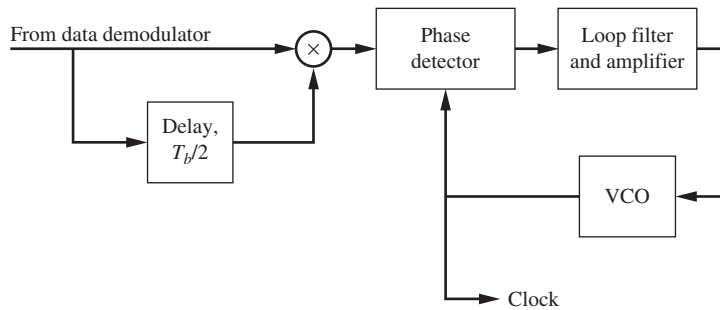 From data demodulator
×
Phase
detector
Loop filter
and amplifier
Delay,
T_b/2
VCO
Clock